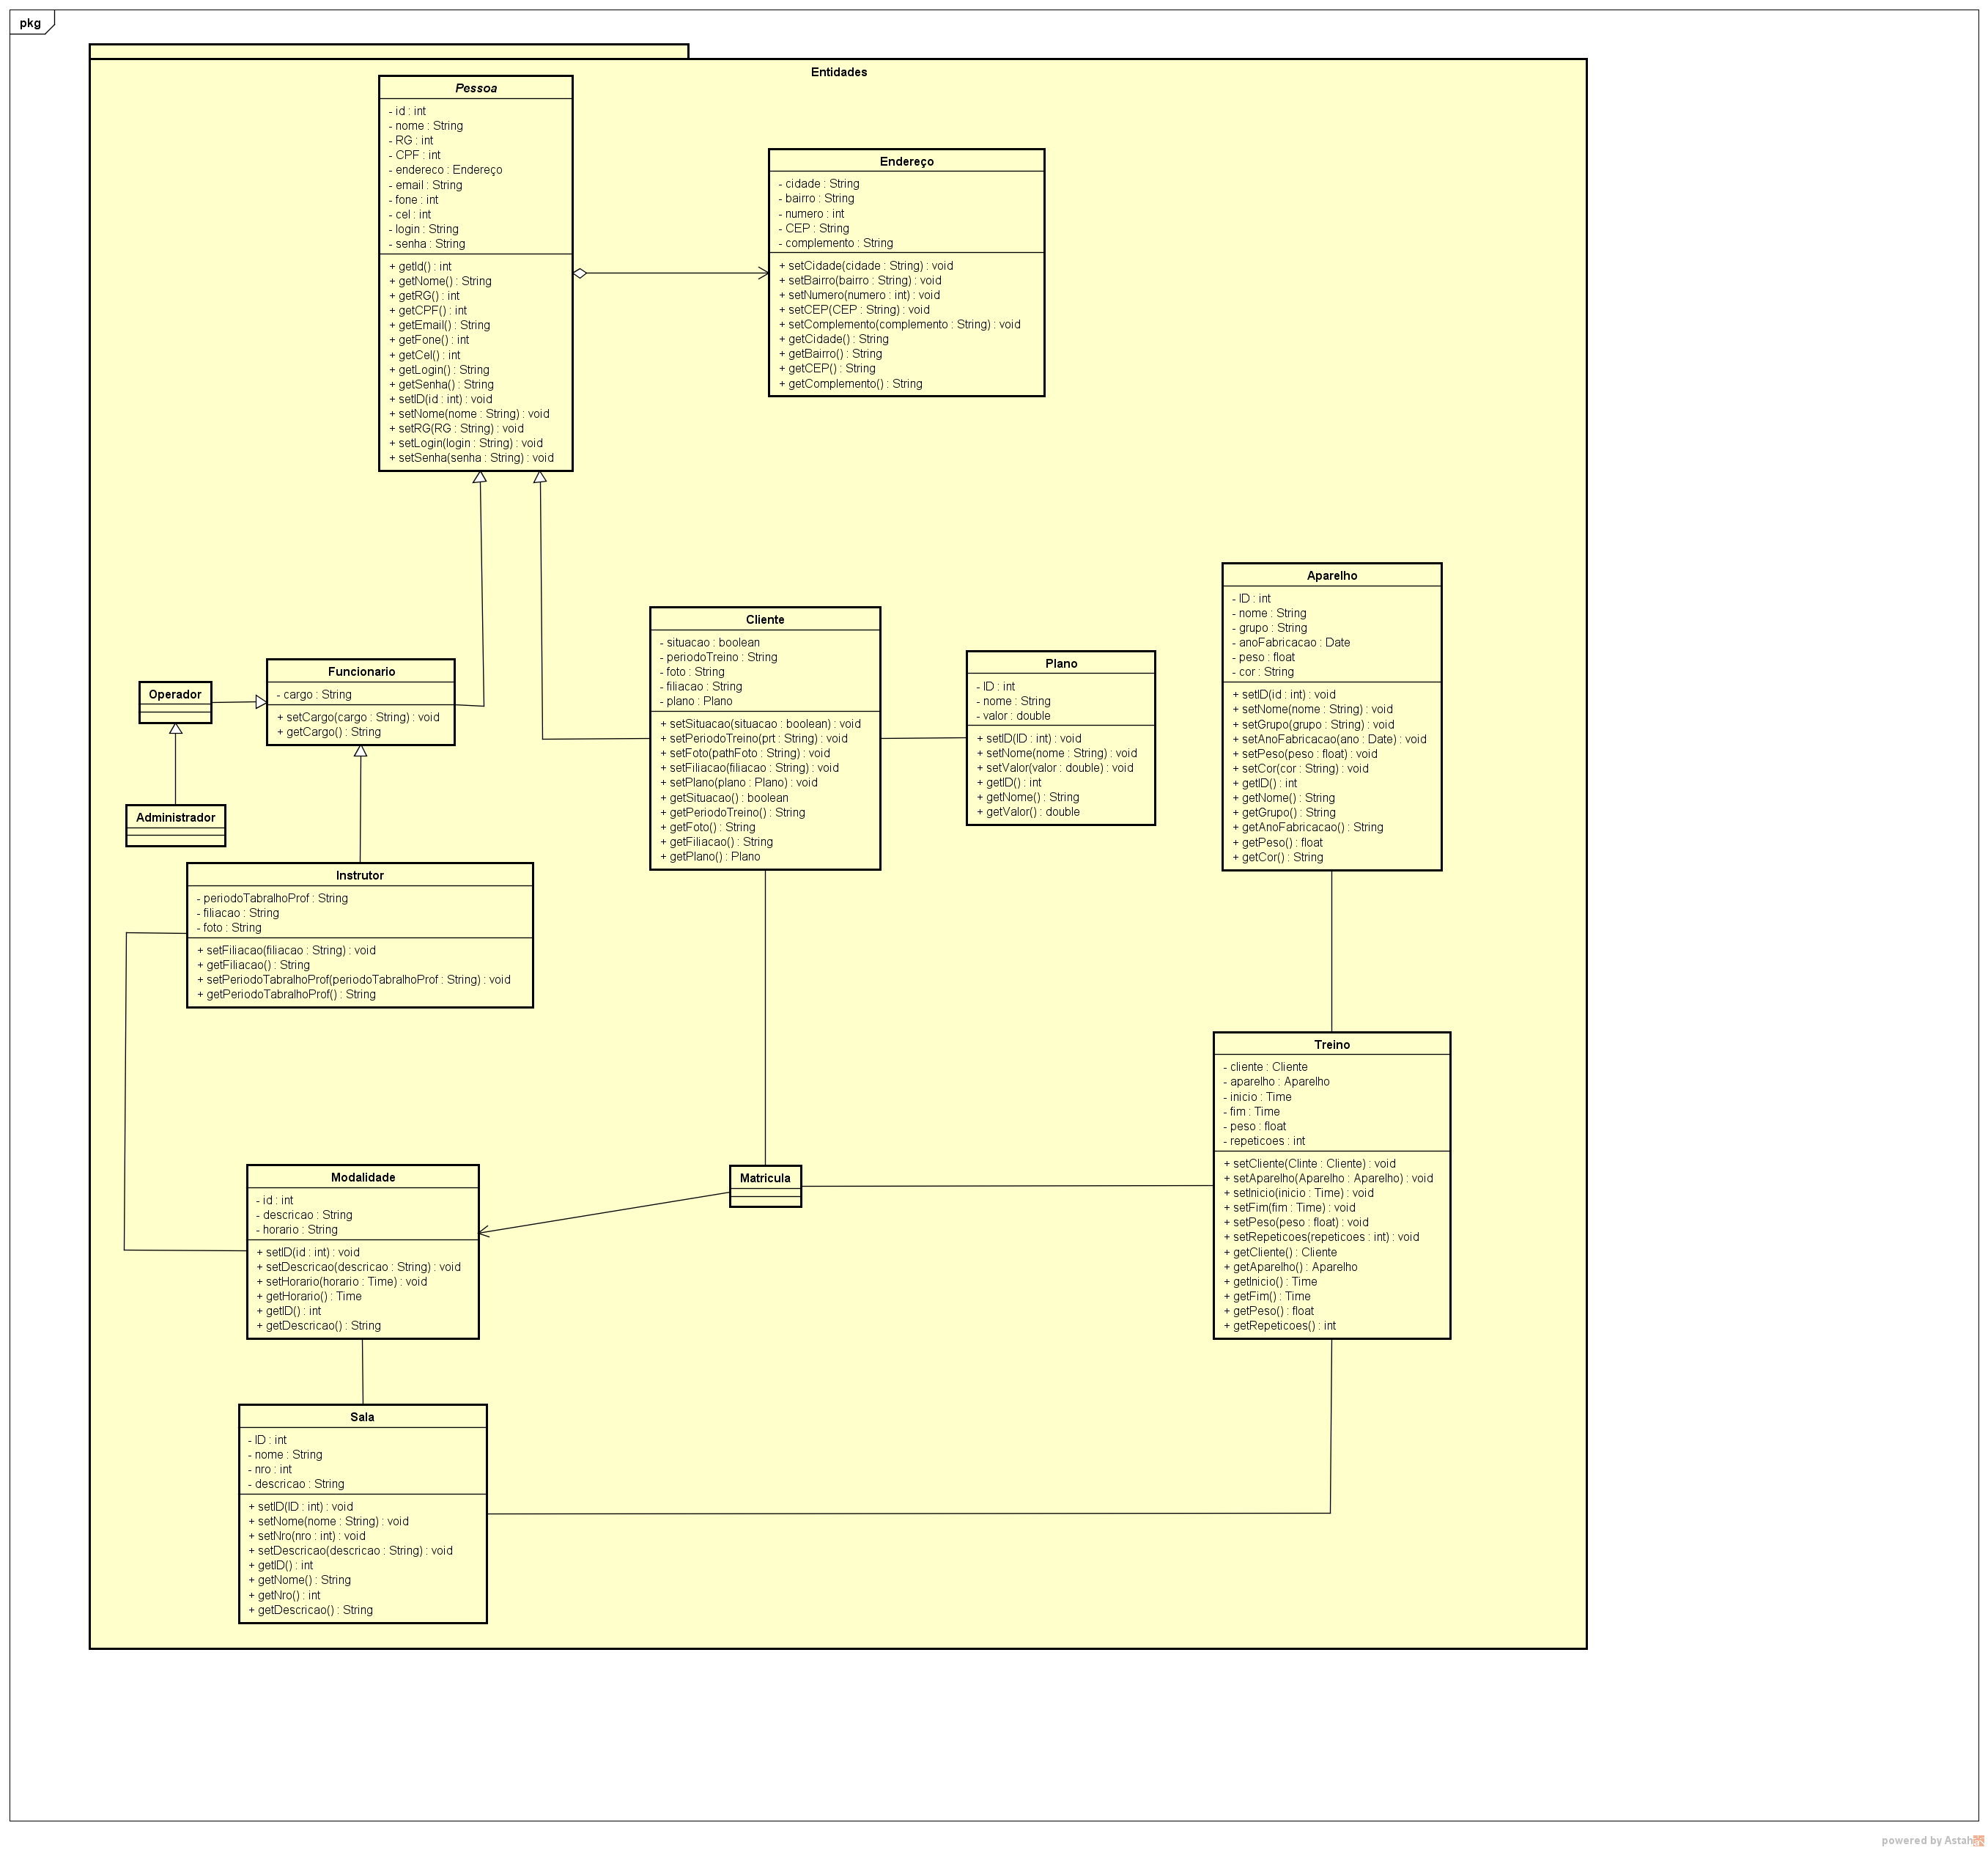 pkg
Entidades
Pessoa
- id : int
- nome : String
- RG : int
- CPF : int
- endereco : Endereço
- email : String
- fone : int
- cel : int
- login : String
- senha : String
+ getId() : int
+ getNome() : String
+ getRG() : int
+ getCPF() : int
+ getEmail() : String
+ getFone() : int
+ getCel() : int
+ getLogin() : String
+ getSenha() : String
+ setID(id : int) : void
+ setNome(nome : String) : void
+ setRG(RG : String) : void
+ setLogin(login : String) : void
+ setSenha(senha : String) : void
Endereço
- cidade : String
- bairro : String
- numero : int
- CEP : String
- complemento : String
+ setCidade(cidade : String) : void
+ setBairro(bairro : String) : void
+ setNumero(numero : int) : void
+ setCEP(CEP : String) : void
+ setComplemento(complemento : String) : void
+ getCidade() : String
+ getBairro() : String
+ getCEP() : String
+ getComplemento() : String
Aparelho
- ID : int
- nome : String
- grupo : String
- anoFabricacao : Date
- peso : float
- cor : String
+ setID(id : int) : void
+ setNome(nome : String) : void
+ setGrupo(grupo : String) : void
+ setAnoFabricacao(ano : Date) : void
+ setPeso(peso : float) : void
+ setCor(cor : String) : void
+ getID() : int
+ getNome() : String
+ getGrupo() : String
+ getAnoFabricacao() : String
+ getPeso() : float
+ getCor() : String
Cliente
- situacao : boolean
- periodoTreino : String
- foto : String
- filiacao : String
- plano : Plano
+ setSituacao(situacao : boolean) : void
+ setPeriodoTreino(prt : String) : void
+ setFoto(pathFoto : String) : void
+ setFiliacao(filiacao : String) : void
+ setPlano(plano : Plano) : void
+ getSituacao() : boolean
+ getPeriodoTreino() : String
+ getFoto() : String
+ getFiliacao() : String
+ getPlano() : Plano
Plano
- ID : int
- nome : String
- valor : double
+ setID(ID : int) : void
+ setNome(nome : String) : void
+ setValor(valor : double) : void
+ getID() : int
+ getNome() : String
+ getValor() : double
Funcionario
- cargo : String
+ setCargo(cargo : String) : void
+ getCargo() : String
Operador
Administrador
Instrutor
- periodoTabralhoProf : String
- filiacao : String
- foto : String
+ setFiliacao(filiacao : String) : void
+ getFiliacao() : String
+ setPeriodoTabralhoProf(periodoTabralhoProf : String) : void
+ getPeriodoTabralhoProf() : String
Treino
- cliente : Cliente
- aparelho : Aparelho
- inicio : Time
- fim : Time
- peso : float
- repeticoes : int
+ setCliente(Clinte : Cliente) : void
+ setAparelho(Aparelho : Aparelho) : void
+ setInicio(inicio : Time) : void
+ setFim(fim : Time) : void
+ setPeso(peso : float) : void
+ setRepeticoes(repeticoes : int) : void
+ getCliente() : Cliente
+ getAparelho() : Aparelho
+ getInicio() : Time
+ getFim() : Time
+ getPeso() : float
+ getRepeticoes() : int
Modalidade
- id : int
- descricao : String
- horario : String
+ setID(id : int) : void
+ setDescricao(descricao : String) : void
+ setHorario(horario : Time) : void
+ getHorario() : Time
+ getID() : int
+ getDescricao() : String
Matricula
Sala
- ID : int
- nome : String
- nro : int
- descricao : String
+ setID(ID : int) : void
+ setNome(nome : String) : void
+ setNro(nro : int) : void
+ setDescricao(descricao : String) : void
+ getID() : int
+ getNome() : String
+ getNro() : int
+ getDescricao() : String
powered by Astah